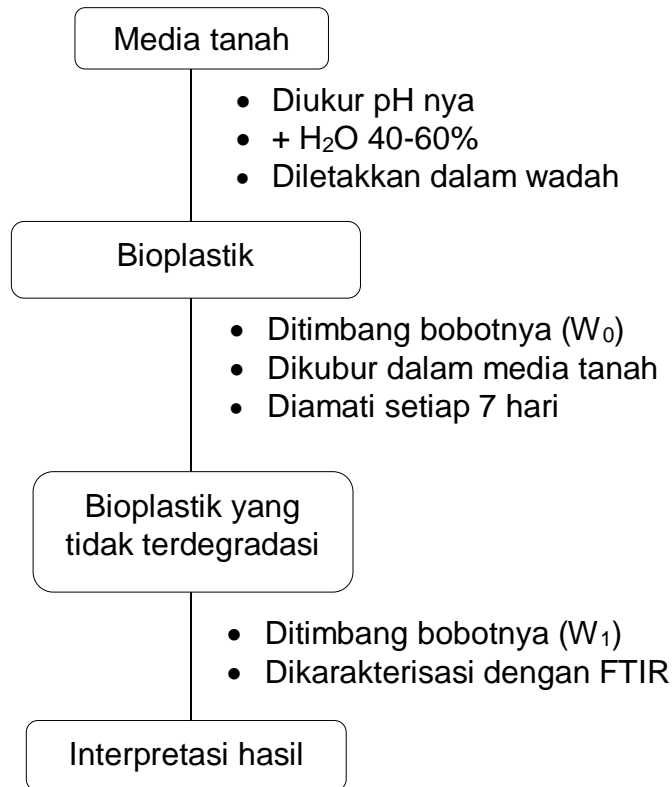 Media tanah
• Diukur pH nya
• + H₂O 40-60%
• Diletakkan dalam wadah
Bioplastik
• Ditimbang bobotnya (W₀)
• Dikubur dalam media tanah
• Diamati setiap 7 hari
Bioplastik yang
tidak terdegradasi
• Ditimbang bobotnya (W₁)
• Dikarakterisasi dengan FTIR
Interpretasi hasil